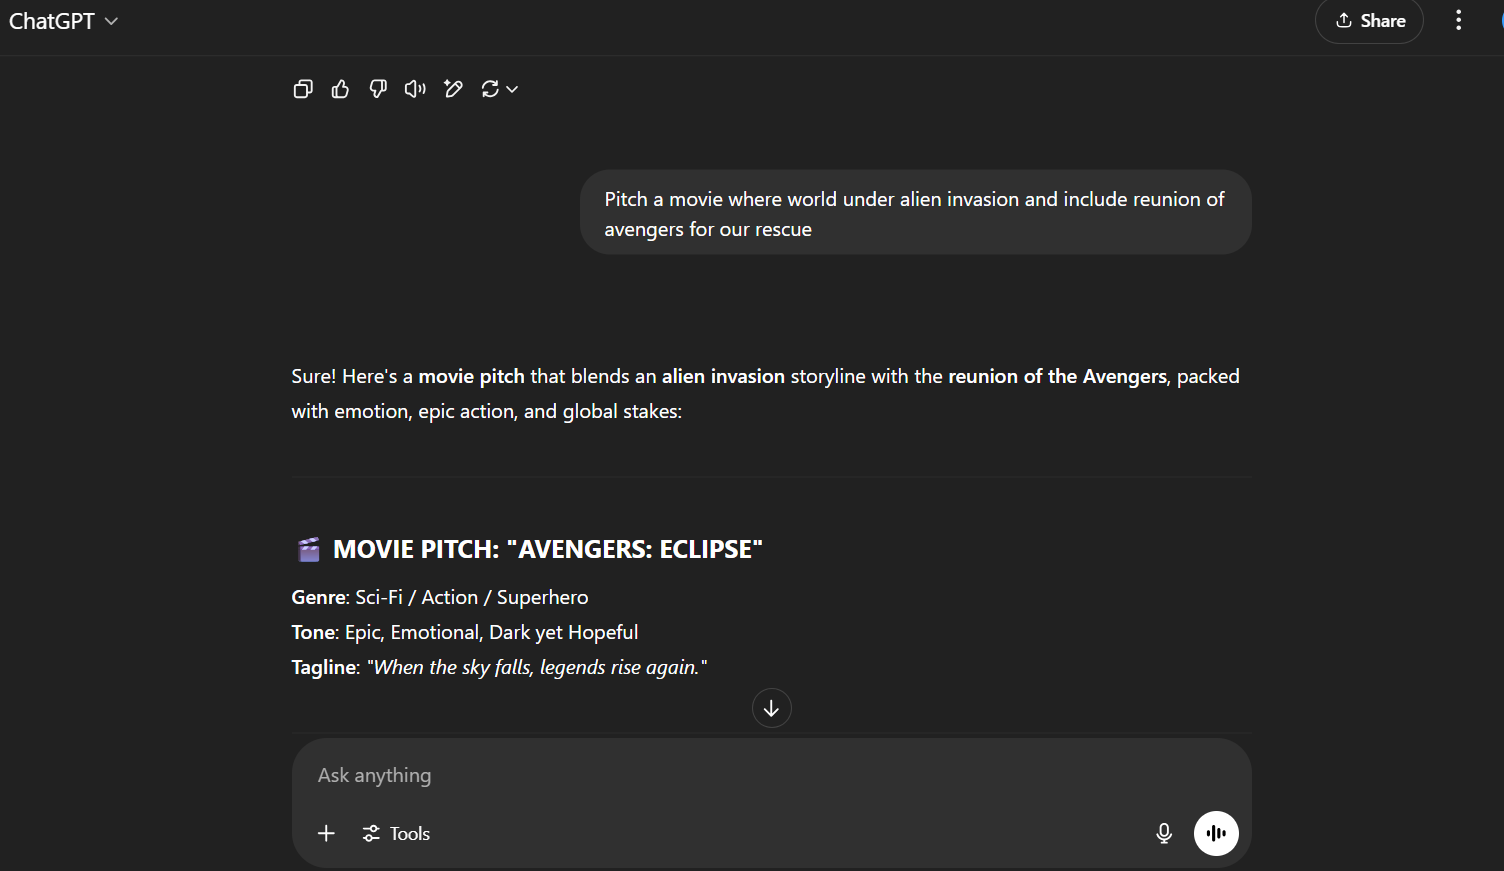 ChatGPT
Share
Pitch a movie where world under alien invasion and include reunion of
avengers for our rescue
Sure! Here's a movie pitch that blends an alien invasion storyline with the reunion of the Avengers, packed
with emotion, epic action, and global stakes:
MOVIE PITCH: "AVENGERS: ECLIPSE"
Genre: Sci-Fi / Action / Superhero
Tone: Epic, Emotional, Dark yet Hopeful
Tagline: "When the sky falls, legends rise again."
Ask anything
Tools